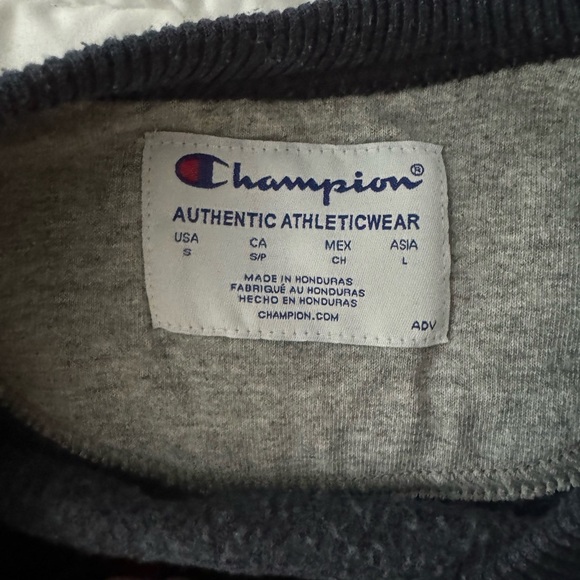 Champion®
AUTHENTIC ATHLETICWEAR
USA CA MEX ASIA
S S/P CH L
MADE IN HONDURAS
FABRIQUÉ AU HONDURAS
HECHO EN HONDURAS
CHAMPION.COM
ADV